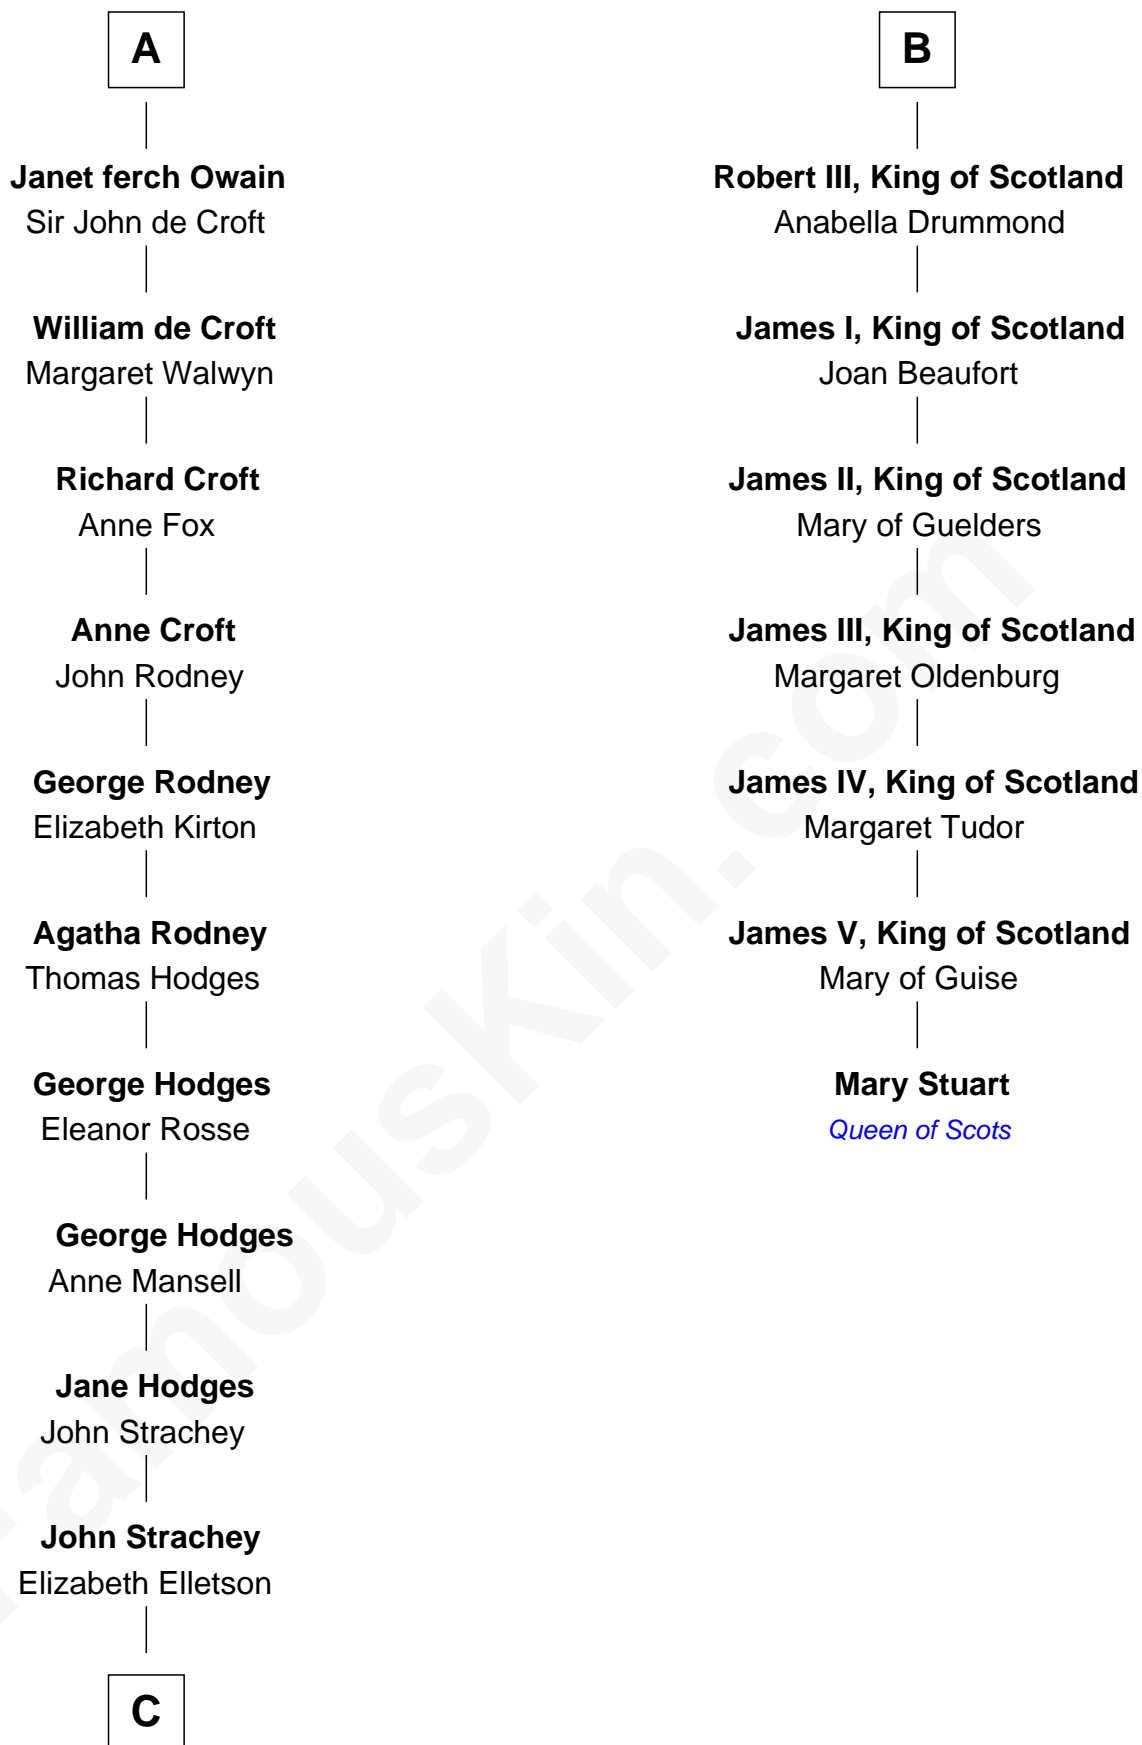 A
Janet ferch Owain
Sir John de Croft
William de Croft
Margaret Walwyn
Richard Croft
Anne Fox
Anne Croft
John Rodney
George Rodney
Elizabeth Kirton
Agatha Rodney
Thomas Hodges
George Hodges
Eleanor Rosse
George Hodges
Anne Mansell
Jane Hodges
John Strachey
John Strachey
Elizabeth Elletson
C
B
Robert III, King of Scotland
Anabella Drummond
James I, King of Scotland
Joan Beaufort
James II, King of Scotland
Mary of Guelders
James III, King of Scotland
Margaret Oldenburg
James IV, King of Scotland
Margaret Tudor
James V, King of Scotland
Mary of Guise
Mary Stuart
Queen of Scots
FamousKin.com